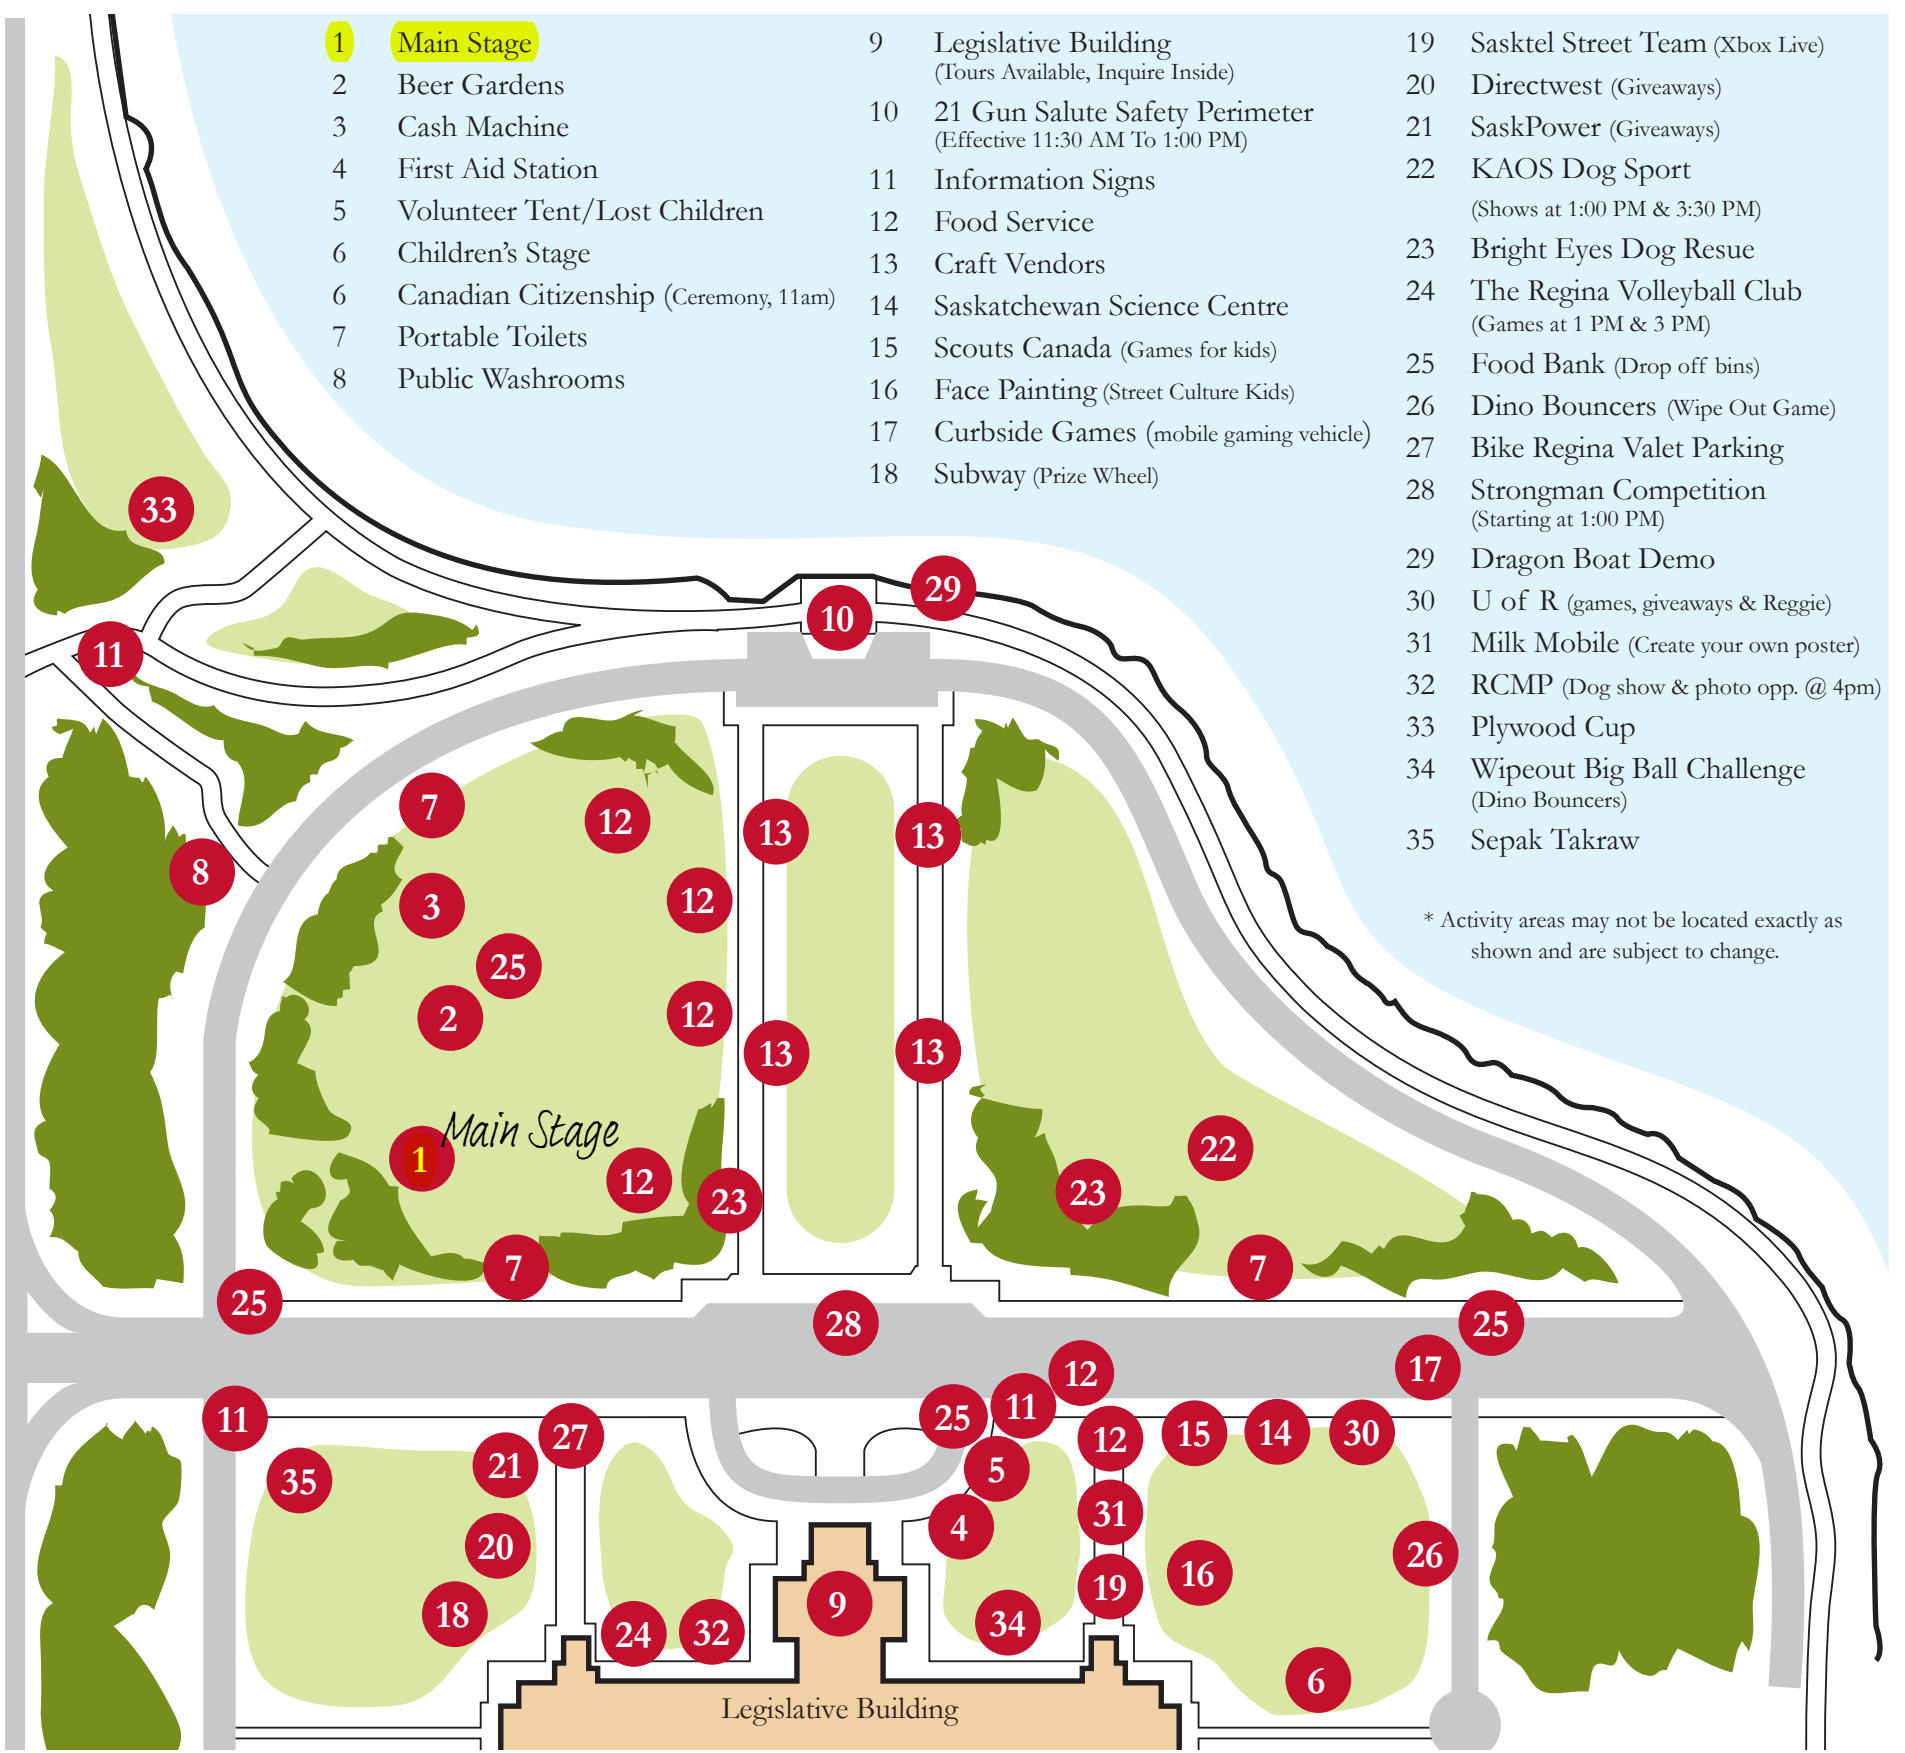 1 Main Stage
2 Beer Gardens
3 Cash Machine
4 First Aid Station
5 Volunteer Tent/Lost Children
6 Children's Stage
6 Canadian Citizenship (Ceremony, 11am)
7 Portable Toilets
8 Public Washrooms
9 Legislative Building
(Tours Available, Inquire Inside)
10 21 Gun Salute Safety Perimeter
(Effective 11:30 AM To 1:00 PM)
11 Information Signs
12 Food Service
13 Craft Vendors
14 Saskatchewan Science Centre
15 Scouts Canada (Games for kids)
16 Face Painting (Street Culture Kids)
17 Curbside Games (mobile gaming vehicle)
18 Subway (Prize Wheel)
19 Sasktel Street Team (Xbox Live)
20 Directwest (Giveaways)
21 SaskPower (Giveaways)
22 KAOS Dog Sport
(Shows at 1:00 PM & 3:30 PM)
23 Bright Eyes Dog Resue
24 The Regina Volleyball Club
(Games at 1 PM & 3 PM)
25 Food Bank (Drop off bins)
26 Dino Bouncers (Wipe Out Game)
27 Bike Regina Valet Parking
28 Strongman Competition
(Starting at 1:00 PM)
29 Dragon Boat Demo
30 U of R (games, giveaways & Reggie)
31 Milk Mobile (Create your own poster)
32 RCMP (Dog show & photo opp. @ 4pm)
33 Plywood Cup
34 Wipeout Big Ball Challenge
(Dino Bouncers)
35 Sepak Takraw
* Activity areas may not be located exactly as
shown and are subject to change.
33
29
10
11
7
12
13
13
8
3
12
25
2
12
13
13
Main Stage
1
12
23
22
23
7
7
25
28
25
17
12
11
25
11
27
12
15
14
30
35
21
5
31
4
20
26
16
19
18
9
34
24
32
6
Legislative Building